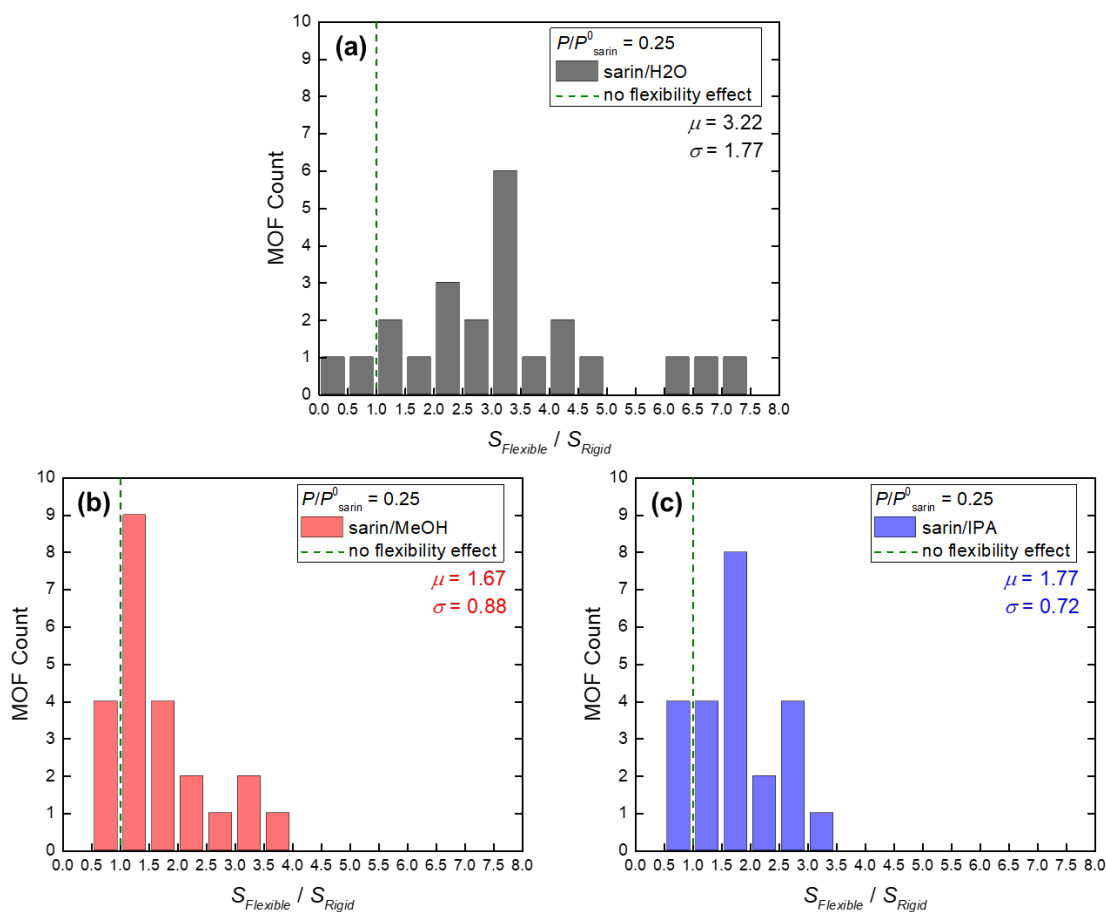 (a)
P/P⁰sarin = 0.25
sarin/H2O
no flexibility effect
μ = 3.22
σ = 1.77
MOF Count
10
9
8
7
6
5
4
3
2
1
0
0.0 0.5 1.0 1.5 2.0 2.5 3.0 3.5 4.0 4.5 5.0 5.5 6.0 6.5 7.0 7.5 8.0
SFlexible / SRigid
(b)
P/P⁰sarin = 0.25
sarin/MeOH
no flexibility effect
μ = 1.67
σ = 0.88
MOF Count
10
9
8
7
6
5
4
3
2
1
0
0.0 0.5 1.0 1.5 2.0 2.5 3.0 3.5 4.0 4.5 5.0 5.5 6.0 6.5 7.0 7.5 8.0
SFlexible / SRigid
(c)
P/P⁰sarin = 0.25
sarin/IPA
no flexibility effect
μ = 1.77
σ = 0.72
MOF Count
10
9
8
7
6
5
4
3
2
1
0
0.0 0.5 1.0 1.5 2.0 2.5 3.0 3.5 4.0 4.5 5.0 5.5 6.0 6.5 7.0 7.5 8.0
SFlexible / SRigid